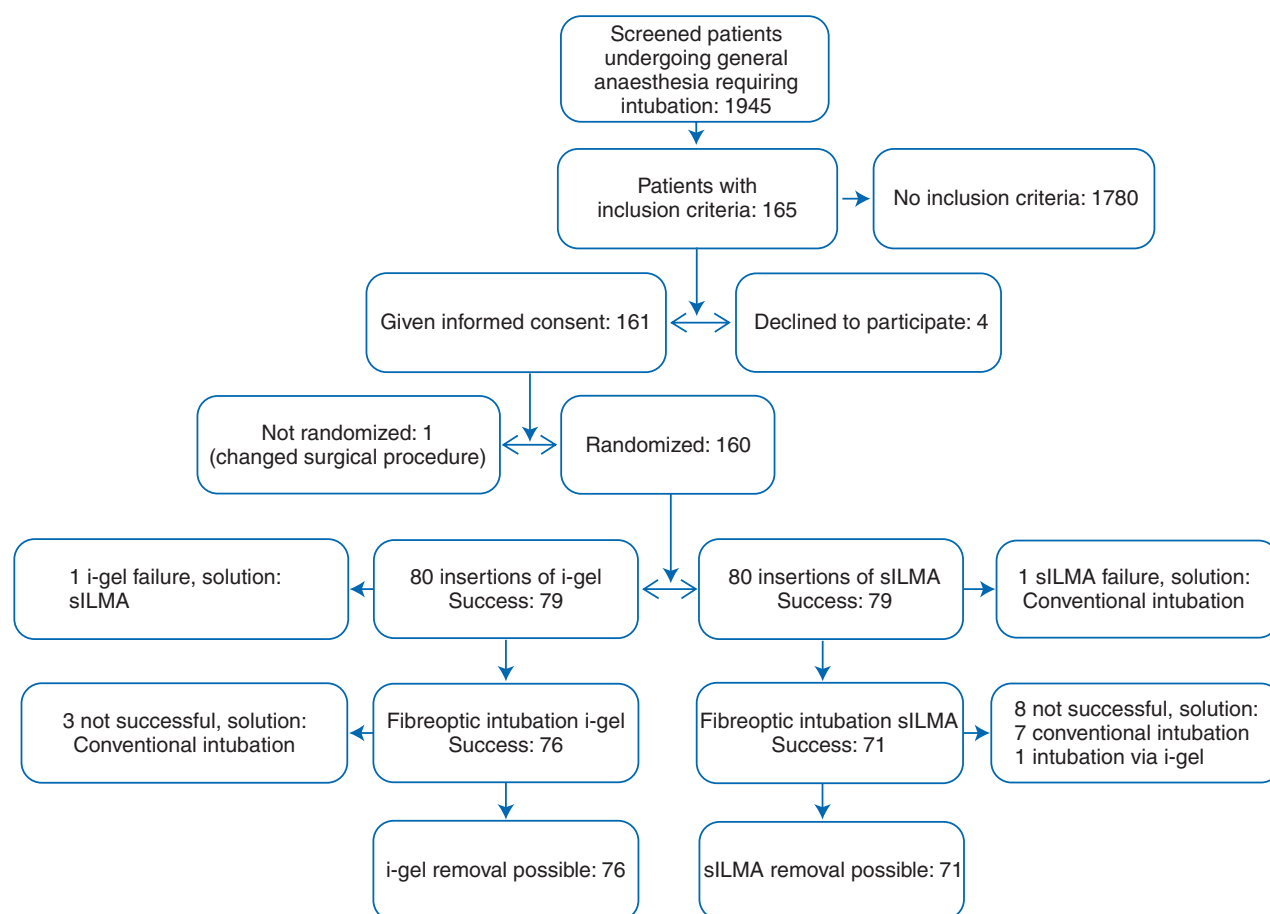 Screened patients
undergoing general
anaesthesia requiring
intubation: 1945
Patients with
inclusion criteria: 165
No inclusion criteria: 1780
Given informed consent: 161
Declined to participate: 4
Not randomized: 1
(changed surgical procedure)
Randomized: 160
1 i-gel failure, solution:
sILMA
80 insertions of i-gel
Success: 79
80 insertions of sILMA
Success: 79
1 sILMA failure, solution:
Conventional intubation
3 not successful, solution:
Conventional intubation
Fibreoptic intubation i-gel
Success: 76
Fibreoptic intubation sILMA
Success: 71
8 not successful, solution:
7 conventional intubation
1 intubation via i-gel
i-gel removal possible: 76
sILMA removal possible: 71